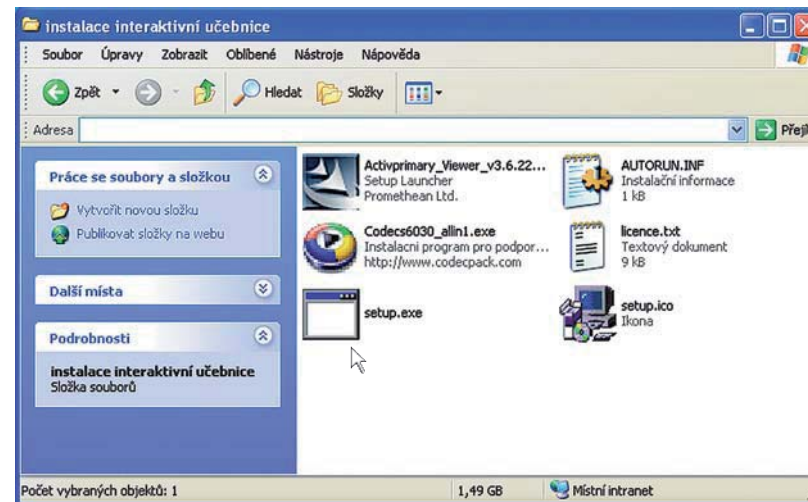 instalace interaktivní učebnice
Soubor Úpravy Zobrazit Oblíbené Nástroje Nápověda
Zpět Hledat Složky
Adresa Přejít
Práce se soubory a složkou
Vytvořit novou složku
Publikovat složky na webu
Další místa
Podrobnosti
instalace interaktivní učebnice
Složka souborů
Activprimary_Viewer_v3.6.22...
Setup Launcher
Promethean Ltd.
AUTORUN.INF
Instalační informace
1 kB
Codecs6030_allin1.exe
Instalacni program pro podpor...
http://www.codecpack.com
licence.txt
Textový dokument
9 kB
setup.exe
setup.ico
Ikona
Počet vybraných objektů: 1 1,49 GB Místní intranet